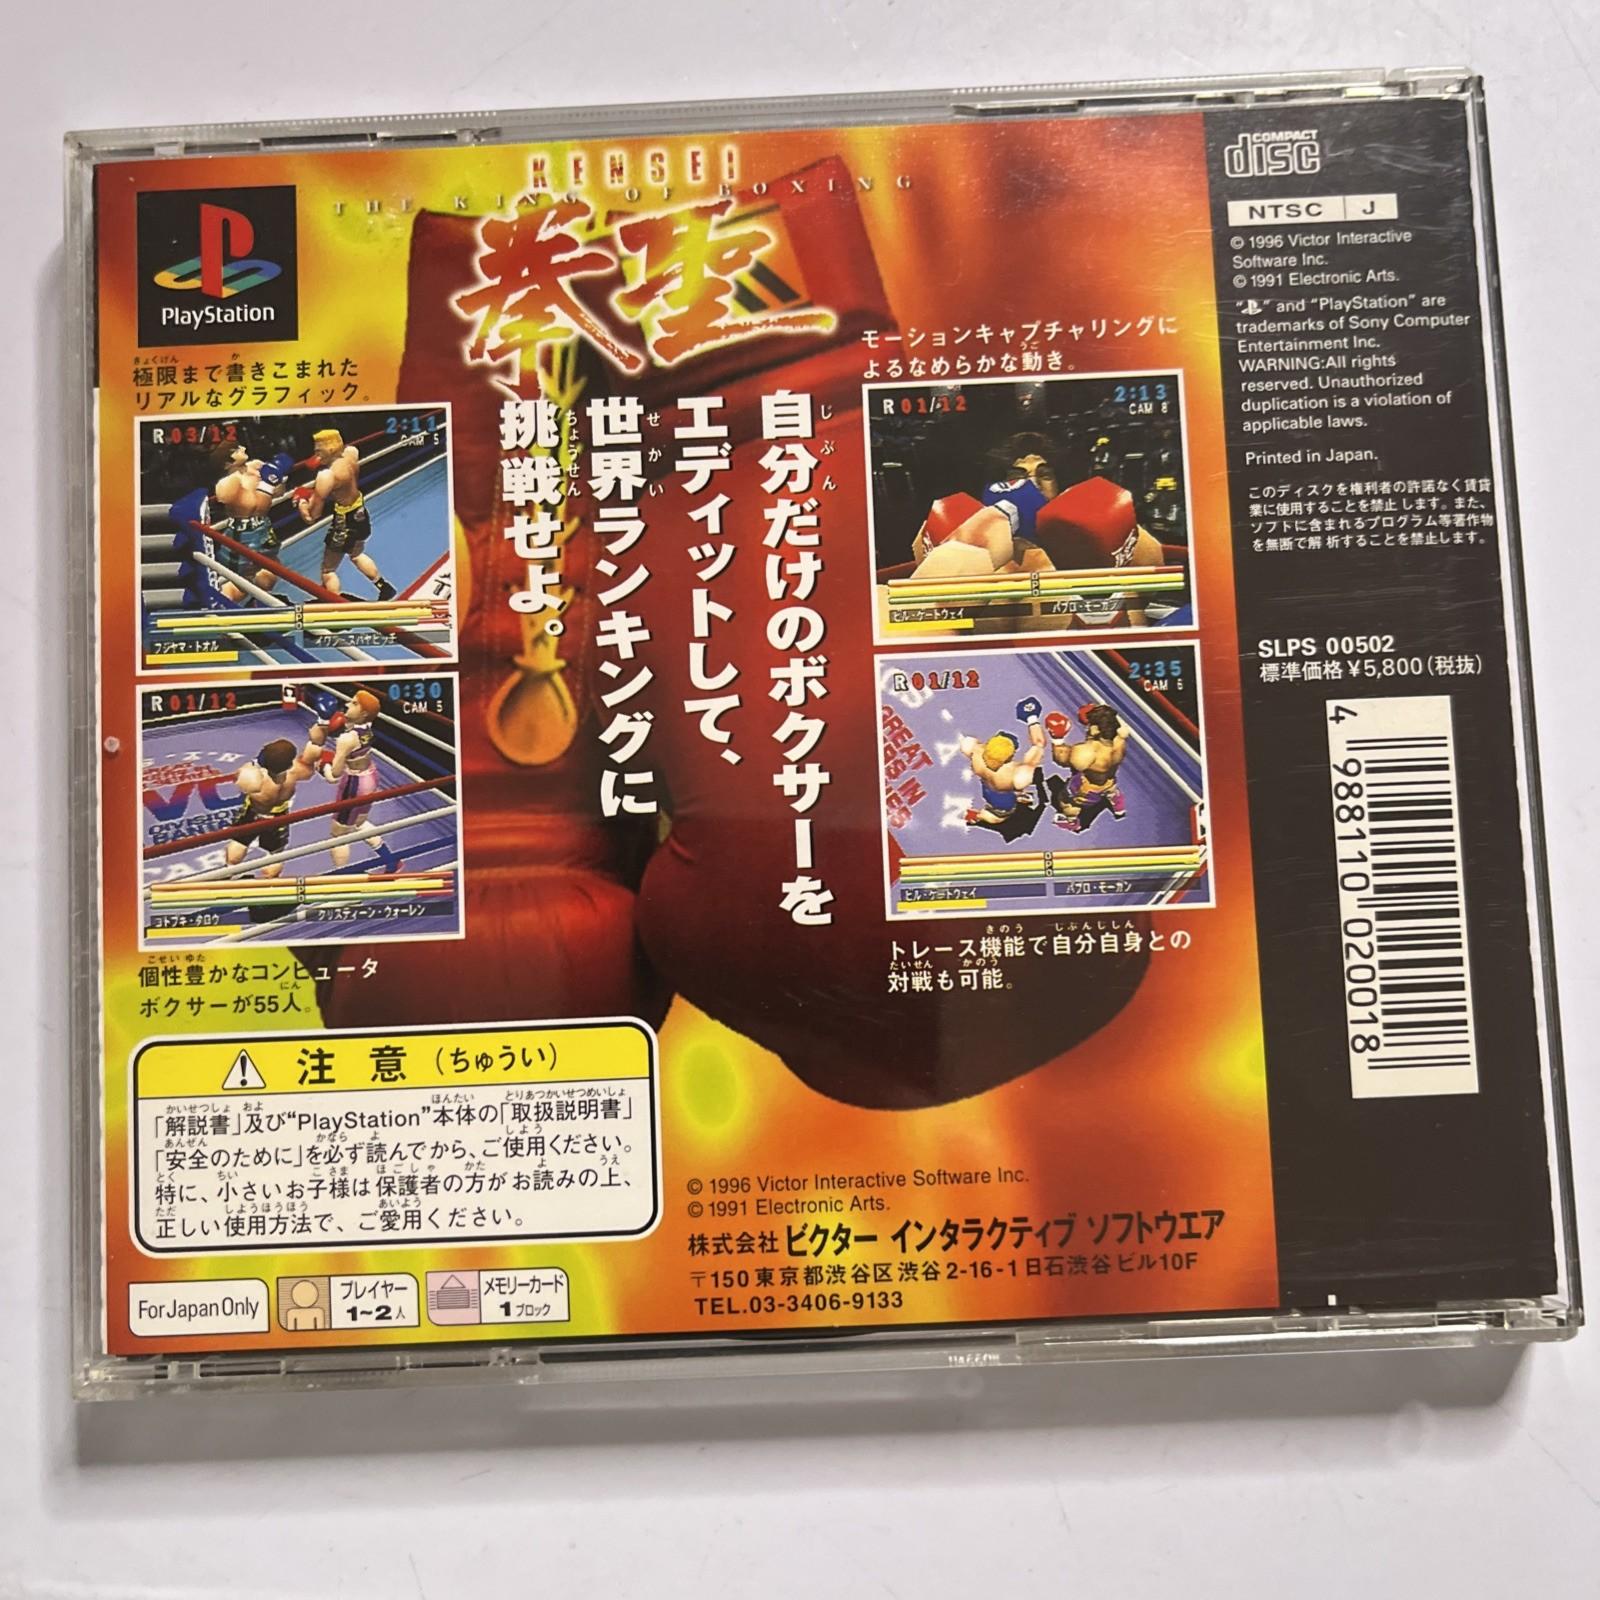 KENSEI
THE KING OF BOXING
拳聖
PlayStation
極限まで書きこまれた
リアルなグラフィック。
R 03/12
2:11
CAM 5
フジヤマ・トオル
R 01/12
0:30
CAM 5
コトブキ・タロウ
クリスティーン・ウォーレン
個性豊かなコンピュータ
ボクサーが55人。
自分だけのボクサーを
エディットして、
世界ランキングに
挑戦せよ。
モーションキャプチャリングに
よるなめらかな動き。
R 01/12
2:13
CAM 8
ビル・ゲートウェイ
パブロ・モーガン
R 01/12
2:35
CAM 6
ビル・ゲートウェイ
パブロ・モーガン
トレース機能で自分自身との
対戦も可能。
注意(ちゅうい)
「解説書」及び“PlayStation”本体の「取扱説明書」
「安全のために」を必ず読んでから、ご使用ください。
特に、小さいお子様は保護者の方がお読みの上、
正しい使用方法で、ご愛用ください。
For Japan Only
プレイヤー
1~2人
メモリーカード
1ブロック
© 1996 Victor Interactive Software Inc.
© 1991 Electronic Arts.
株式会社 ビクター インタラクティブ ソフトウエア
〒150 東京都渋谷区渋谷 2-16-1 日石渋谷ビル10F
TEL.03-3406-9133
COMPACT
disc
NTSC J
© 1996 Victor Interactive
Software Inc.
© 1991 Electronic Arts.
“PS” and “PlayStation” are
trademarks of Sony Computer
Entertainment Inc.
WARNING:All rights
reserved. Unauthorized
duplication is a violation of
applicable laws.
Printed in Japan.
このディスクを権利者の許諾なく賃貸
業に使用することを禁止します。また、
ソフトに含まれるプログラム等著作物
を無断で解析することを禁止します。
SLPS 00502
標準価格 ¥5,800(税抜)
4 988110 020018